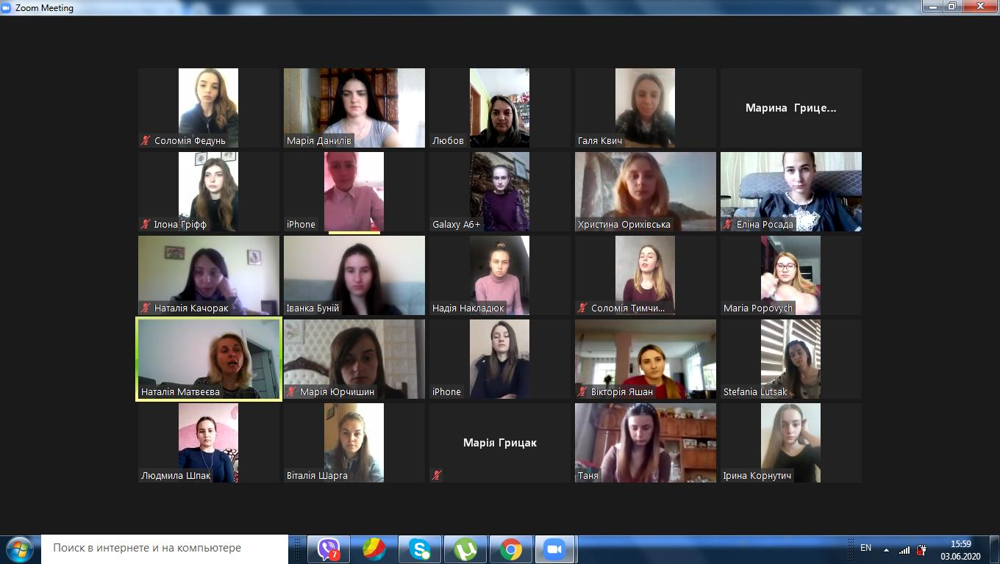 Zoom Meeting
Соломія Федунь
Марія Данилів
Любов
Галя Квич
Марина Грице...
Ілона Гріфф
iPhone
Galaxy A6+
Христина Орихівська
Еліна Росада
Наталія Качорак
Іванка Буній
Надія Накладюк
Соломія Тимчи...
Maria Popovych
Наталія Матвеєва
Марія Юрчишин
iPhone
Вікторія Яшан
Stefania Lutsak
Людмила Шпак
Віталія Шарга
Марія Грицак
Таня
Ірина Корнутич
Поиск в интернете и на компьютере
7
EN
15:59
03.06.2020